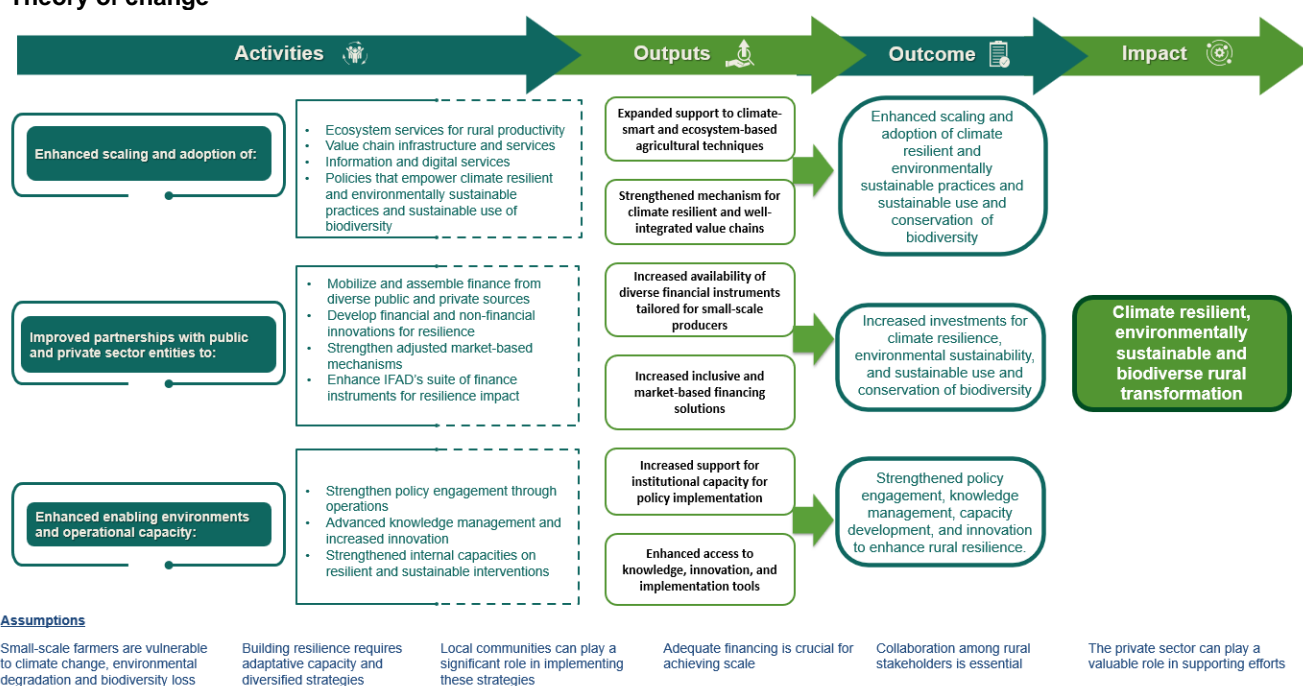 Theory of change
Activities
Outputs
Outcome
Impact
Enhanced scaling and adoption of:
• Ecosystem services for rural productivity
• Value chain infrastructure and services
• Information and digital services
• Policies that empower climate resilient
and environmentally sustainable
practices and sustainable use of
biodiversity
Expanded support to climate-
smart and ecosystem-based
agricultural techniques
Strengthened mechanism for
climate resilient and well-
integrated value chains
Enhanced scaling and
adoption of climate
resilient and
environmentally
sustainable practices and
sustainable use and
conservation of
biodiversity
Improved partnerships with public
and private sector entities to:
• Mobilize and assemble finance from
diverse public and private sources
• Develop financial and non-financial
innovations for resilience
• Strengthen adjusted market-based
mechanisms
• Enhance IFAD's suite of finance
instruments for resilience impact
Increased availability of
diverse financial instruments
tailored for small-scale
producers
Increased inclusive and
market-based financing
solutions
Increased investments for
climate resilience,
environmental sustainability,
and sustainable use and
conservation of biodiversity
Climate resilient,
environmentally
sustainable and
biodiverse rural
transformation
Enhanced enabling environments
and operational capacity:
• Strengthen policy engagement through
operations
• Advanced knowledge management and
increased innovation
• Strengthened internal capacities on
resilient and sustainable interventions
Increased support for
institutional capacity for
policy implementation
Enhanced access to
knowledge, innovation, and
implementation tools
Strengthened policy
engagement, knowledge
management, capacity
development, and innovation
to enhance rural resilience.
Assumptions
Small-scale farmers are vulnerable
to climate change, environmental
degradation and biodiversity loss
Building resilience requires
adaptative capacity and
diversified strategies
Local communities can play a
significant role in implementing
these strategies
Adequate financing is crucial for
achieving scale
Collaboration among rural
stakeholders is essential
The private sector can play a
valuable role in supporting efforts